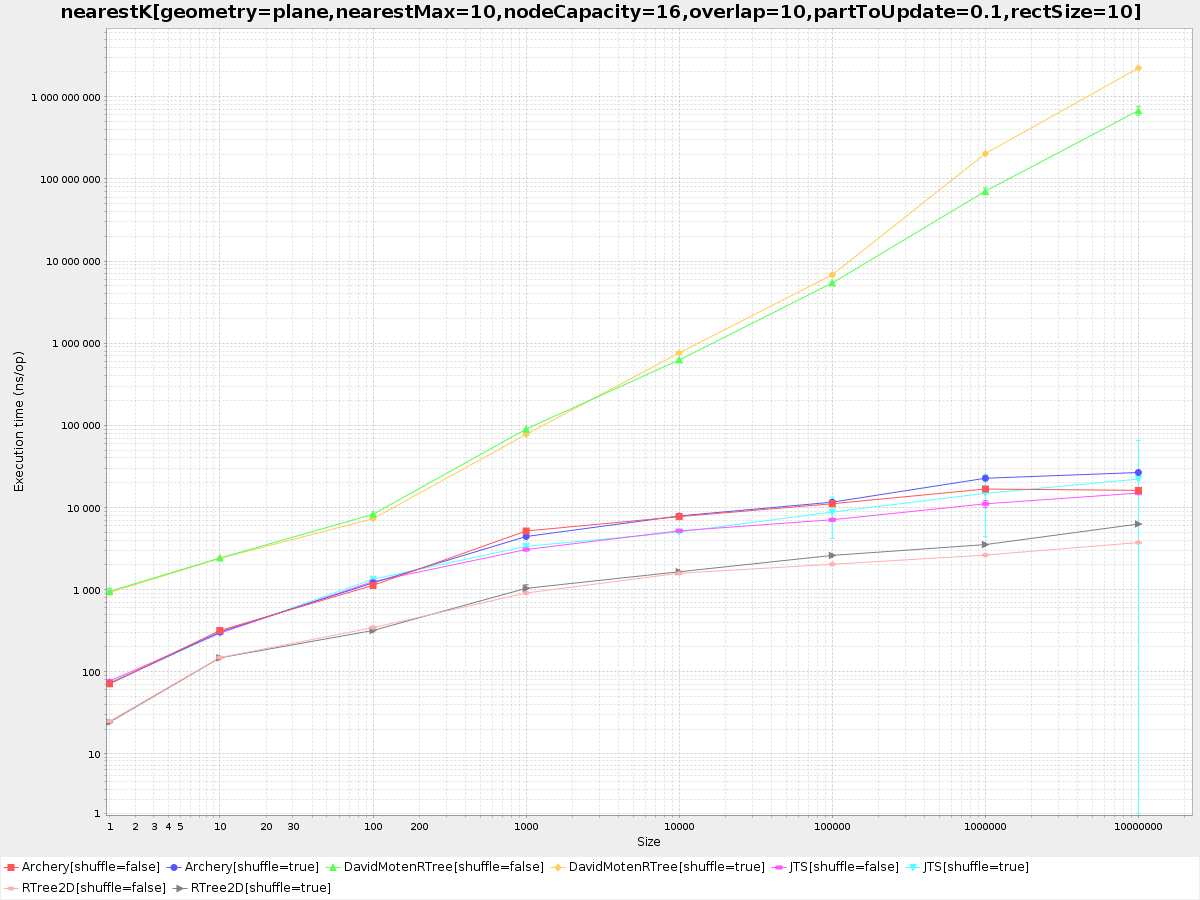 nearestK[geometry=plane,nearestMax=10,nodeCapacity=16,overlap=10,partToUpdate=0.1,rectSize=10]
Execution time (ns/op)
1 000 000 000
100 000 000
10 000 000
1 000 000
100 000
10 000
1 000
100
10
1
1 2 3 4 5 10 20 30 100 200 1000 10000 100000 1000000 10000000
Size
Archery[shuffle=false] Archery[shuffle=true] DavidMotenRTree[shuffle=false] DavidMotenRTree[shuffle=true] JTS[shuffle=false] JTS[shuffle=true]
RTree2D[shuffle=false] RTree2D[shuffle=true]